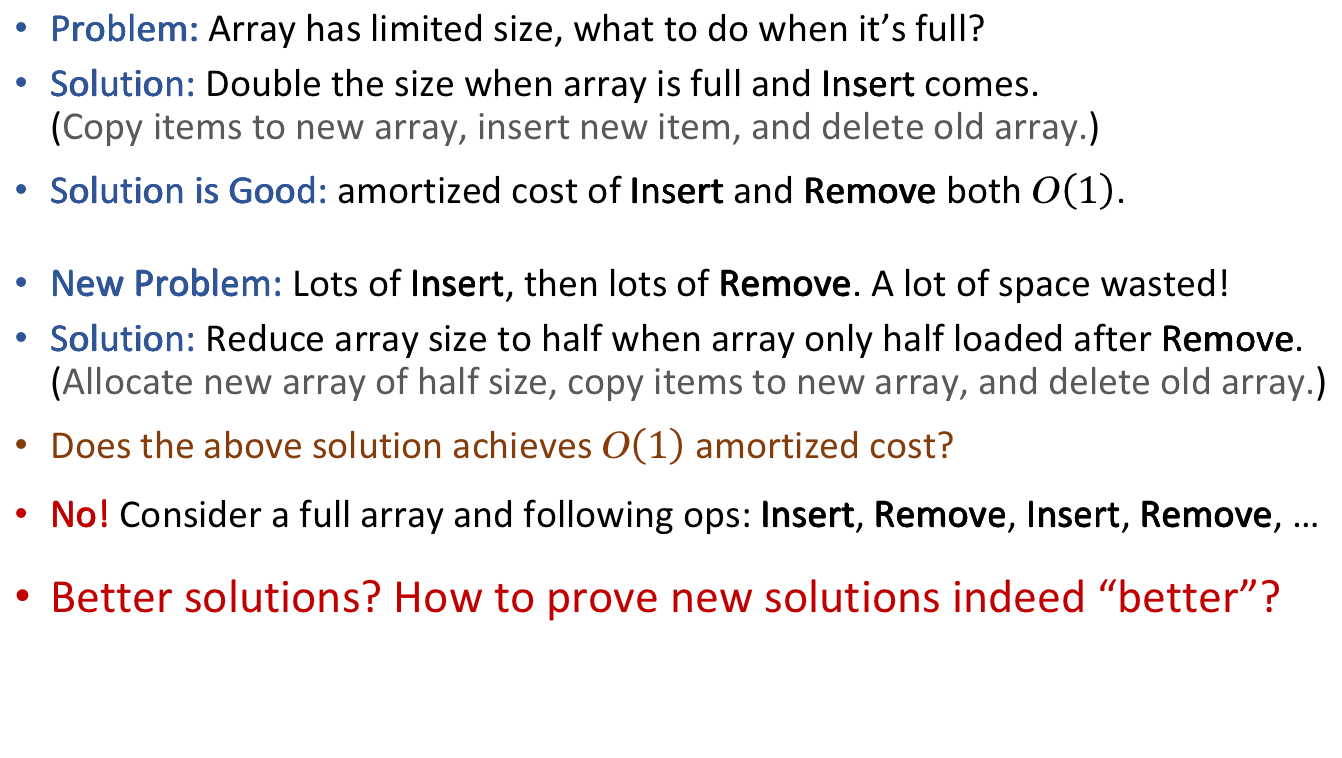 • Problem: Array has limited size, what to do when it’s full?
• Solution: Double the size when array is full and Insert comes.
(Copy items to new array, insert new item, and delete old array.)
• Solution is Good: amortized cost of Insert and Remove both O(1).
• New Problem: Lots of Insert, then lots of Remove. A lot of space wasted!
• Solution: Reduce array size to half when array only half loaded after Remove.
(Allocate new array of half size, copy items to new array, and delete old array.)
• Does the above solution achieves O(1) amortized cost?
• No! Consider a full array and following ops: Insert, Remove, Insert, Remove, …
• Better solutions? How to prove new solutions indeed “better”?